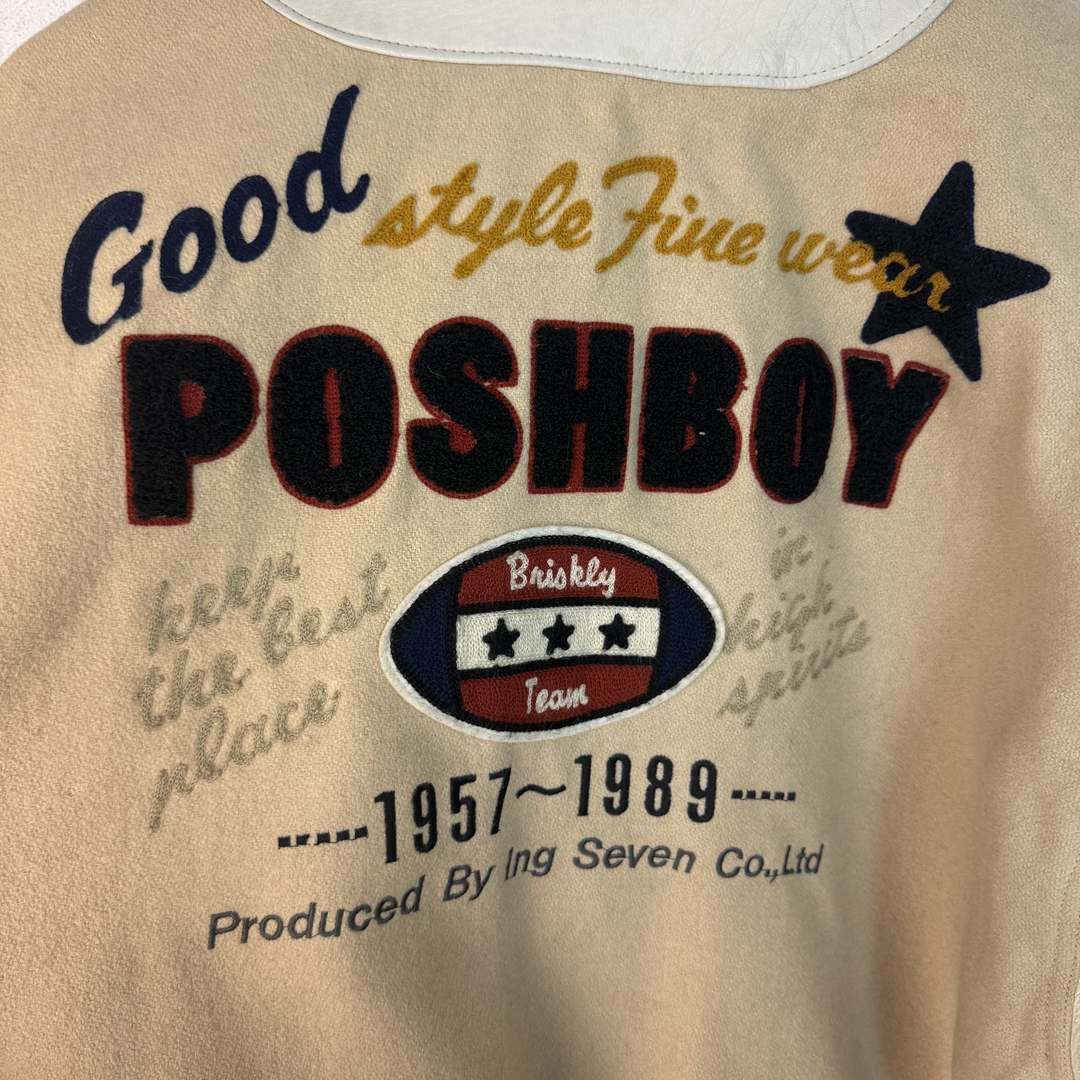 Good style Fine wear
POSHBOY
keep
the best
place
Briskly
Team
in
high
spirits
-----1957~1989-----
Produced By Ing Seven Co.,Ltd